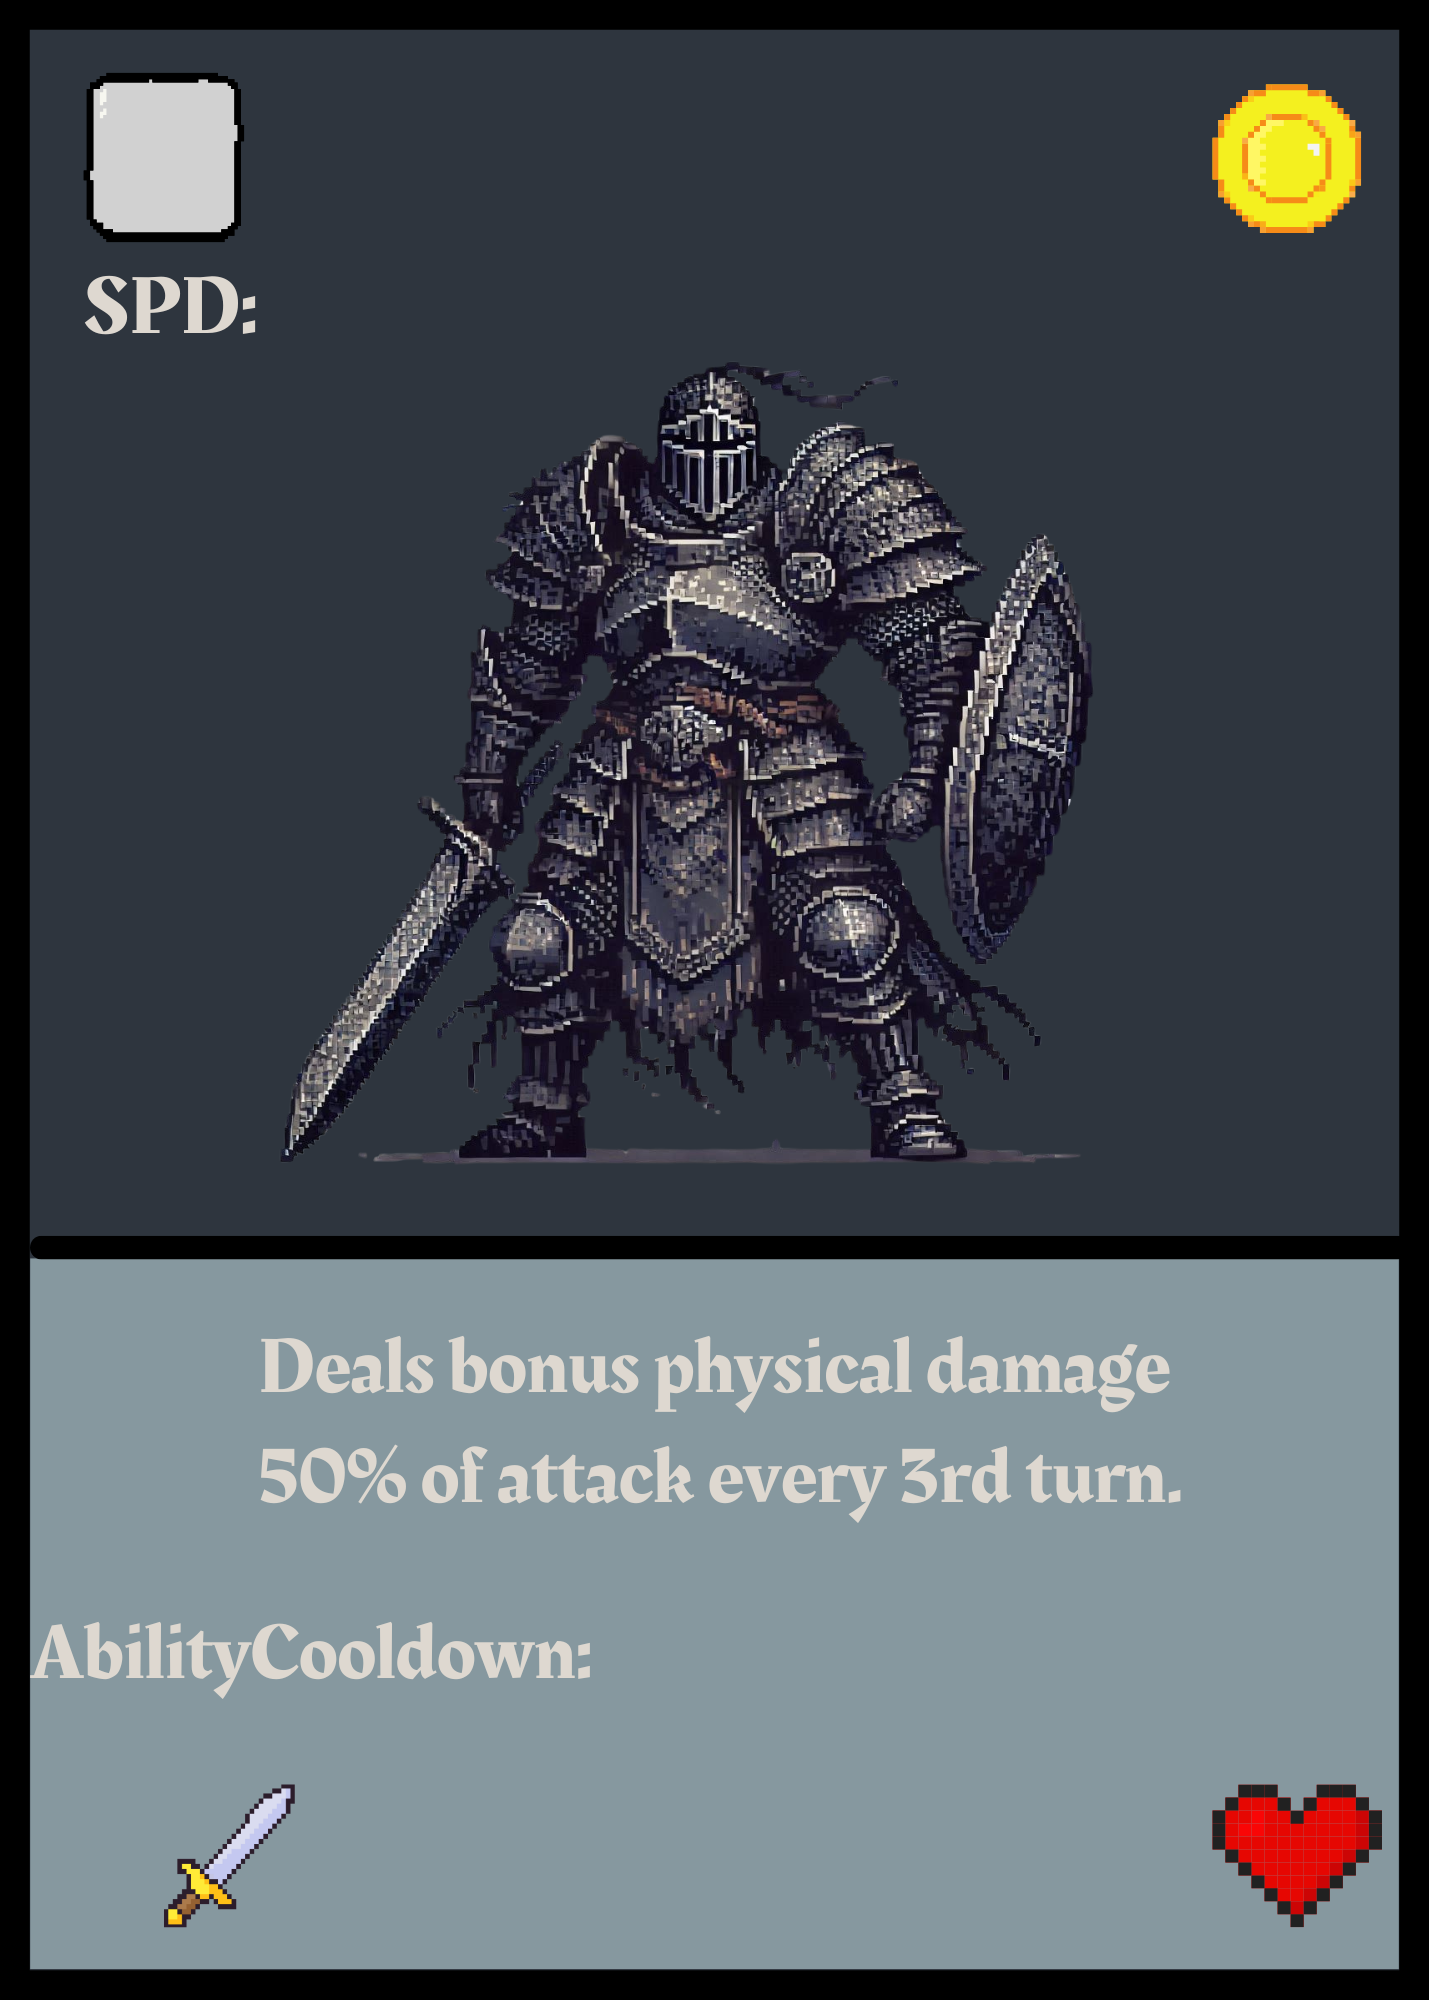 SPD:
Deals bonus physical damage
50% of attack every 3rd turn.
AbilityCooldown: